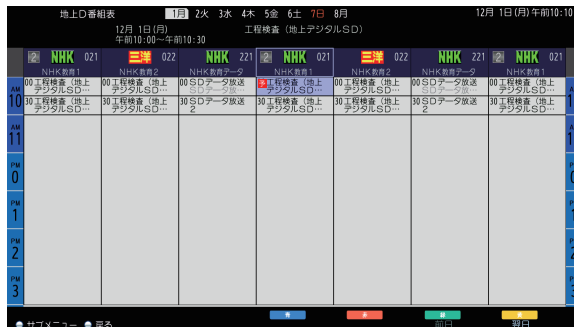 地上D番組表 1月 2火 3水 4木 5金 6土 7日 8月 12月 1日(月)午前10:10
12月 1日(月) 工程検査(地上デジタルSD)
午前10:00~午前10:30
2 NHK 021 三洋 022 NHK 221 2 NHK 021 三洋 022 NHK 221 2 NHK 021
NHK教育1 NHK教育2 NHK教育データ NHK教育1 NHK教育2 NHK教育データ NHK教育1
AM 10
00工程検査(地上デジタルSD… 00工程検査(地上デジタルSD… 00SDデータ放送 SDデータ放… 予工程検査(地上デジタルSD… 00工程検査(地上デジタルSD… 00SDデータ放送 SDデータ放… 00工程検査(地上デジタルSD…
30工程検査(地上デジタルSD… 30工程検査(地上デジタルSD… 30SDデータ放送2 30工程検査(地上デジタルSD… 30工程検査(地上デジタルSD… 30SDデータ放送2 30工程検査(地上デジタルSD…
AM 11
PM 0
PM 1
PM 2
PM 3
青 赤 緑 黄
サブメニュー 戻る 前日 翌日